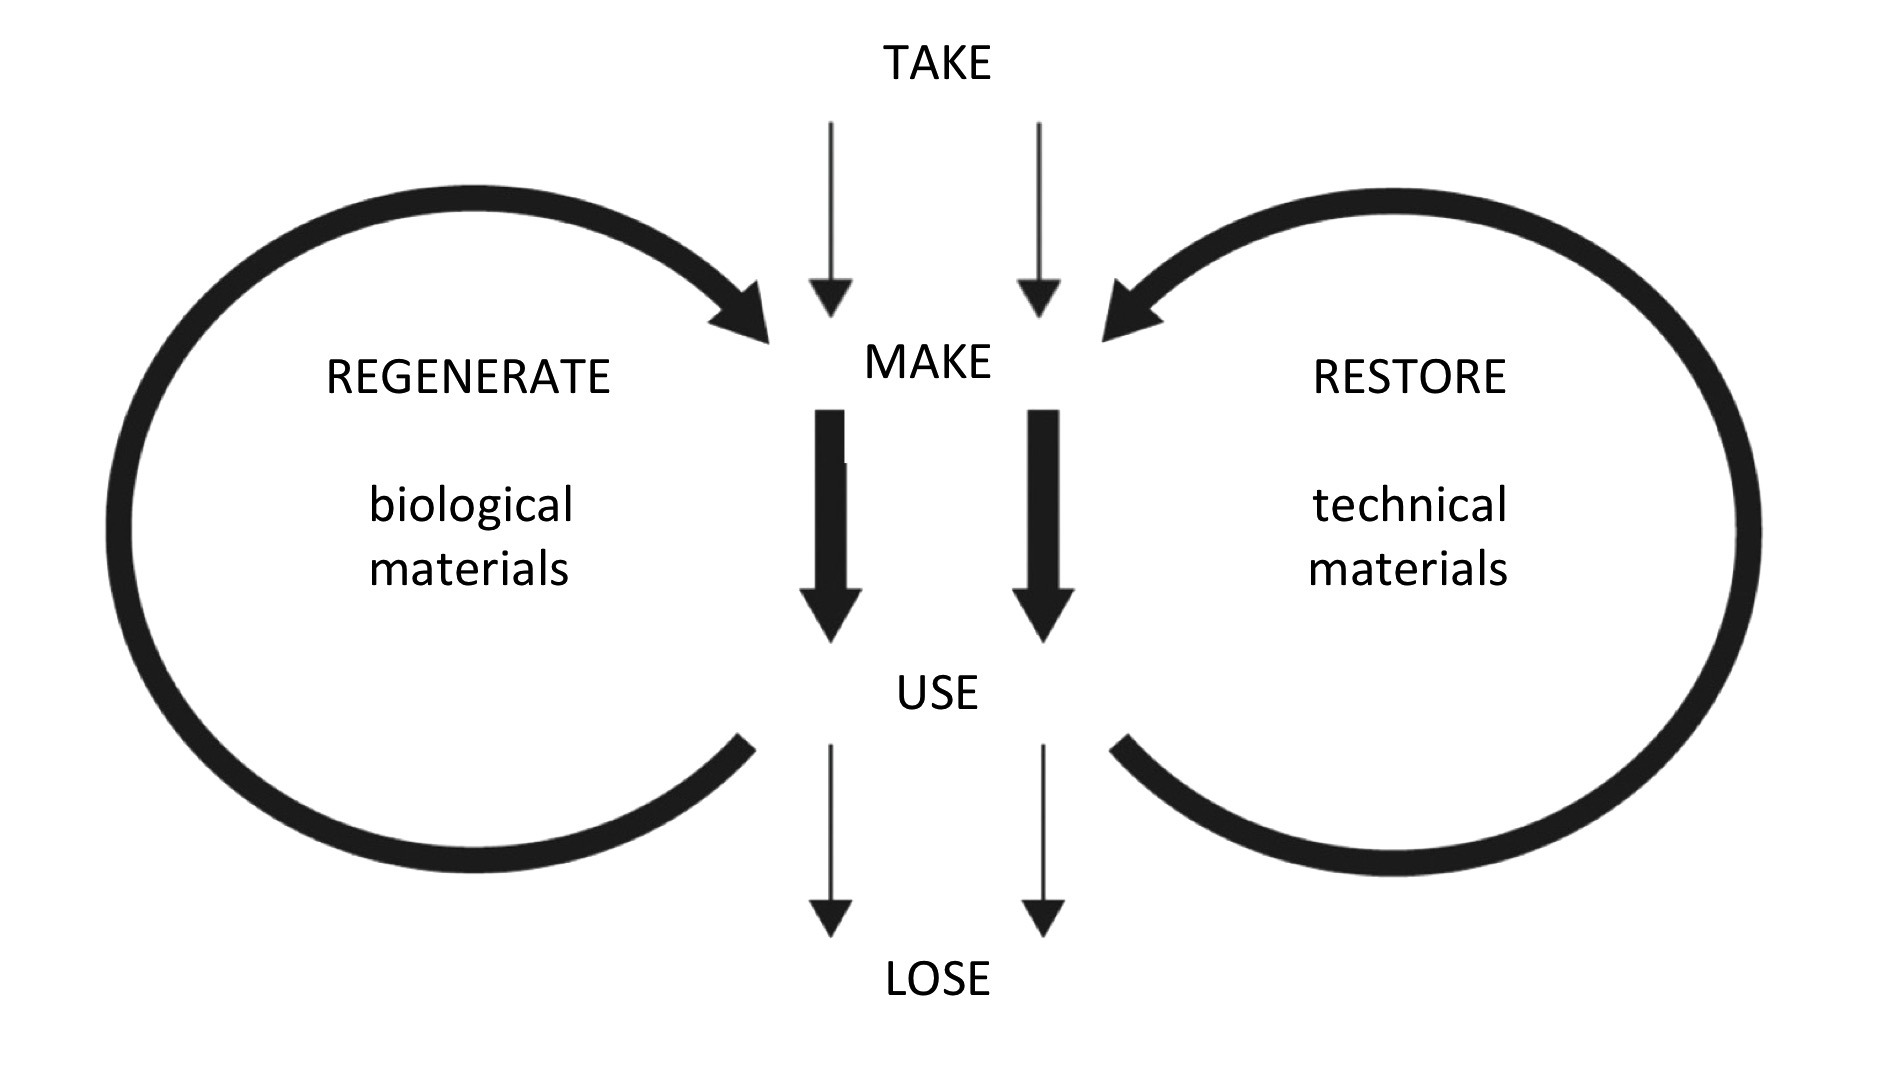 TAKE
MAKE
REGENERATE
RESTORE
biological
materials
technical
materials
USE
LOSE